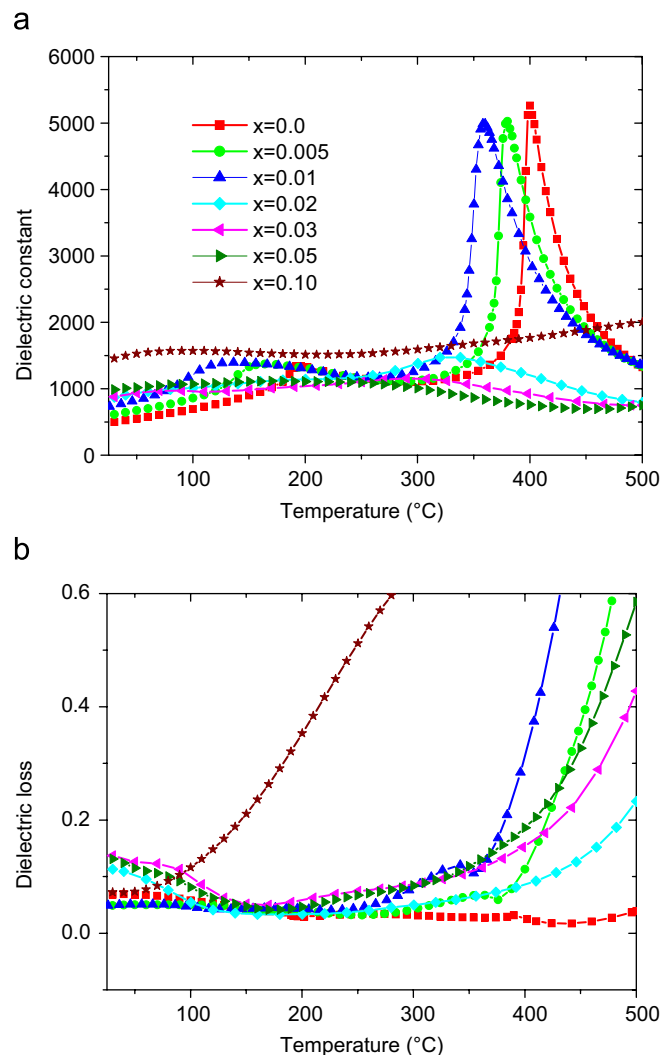 a
6000
5000
4000
3000
2000
1000
0
Dielectric constant
x=0.0
x=0.005
x=0.01
x=0.02
x=0.03
x=0.05
x=0.10
100 200 300 400 500
Temperature (°C)
b
0.6
0.4
0.2
0.0
Dielectric loss
100 200 300 400 500
Temperature (°C)